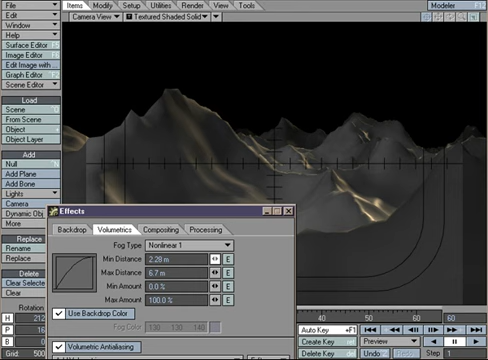 File
Items
Modify
Setup
Utilities
Render
View
Tools
Modeler
Edit
Camera View
Textured Shaded Solid
Window
Help
Surface Editor
Image Editor
Edit Image with ...
Graph Editor
Scene Editor
Load
Scene
From Scene
Object
Object Layer
Add
Null
Add Plane
Add Bone
Lights
Camera
Dynamic Obj
More
Replace
Rename
Replace
Delete
Clear Selecte
Clear
Rotation
H 212
P 16
B 0
Grid: 500
Effects
Backdrop
Volumetrics
Compositing
Processing
Fog Type Nonlinear 1
Min Distance 2.28 m E
Max Distance 6.7 m E
Min Amount 0.0 % E
Max Amount 100.0 % E
Use Backdrop Color
Fog Color 130 130 140
Volumetric Antialiasing
40 50 60 60
Auto Key +F1
Create Key
Preview
Delete Key
Undo
Redo
Step 1